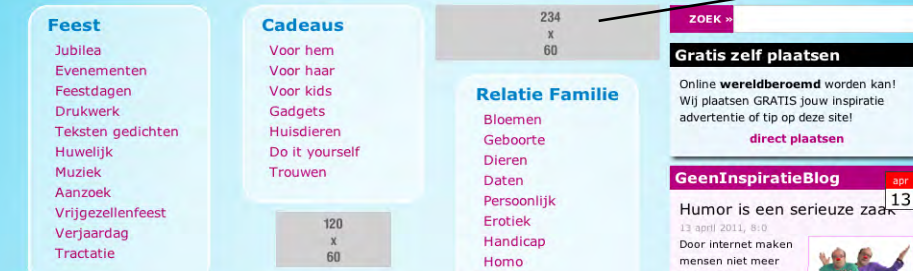 Feest
Jubilea
Evenementen
Feestdagen
Drukwerk
Teksten gedichten
Huwelijk
Muziek
Aanzoek
Vrijgezellenfeest
Verjaardag
Tractatie
Cadeaus
Voor hem
Voor haar
Voor kids
Gadgets
Huisdieren
Do it yourself
Trouwen
120
x
60
234
x
60
Relatie Familie
Bloemen
Geboorte
Dieren
Daten
Persoonlijk
Erotiek
Handicap
Homo
ZOEK »
Gratis zelf plaatsen
Online wereldberoemd worden kan!
Wij plaatsen GRATIS jouw inspiratie
advertentie of tip op deze site!
direct plaatsen
GeenInspiratieBlog
apr
13
Humor is een serieuze zaak
13 april 2011, 8:0
Door internet maken
mensen niet meer